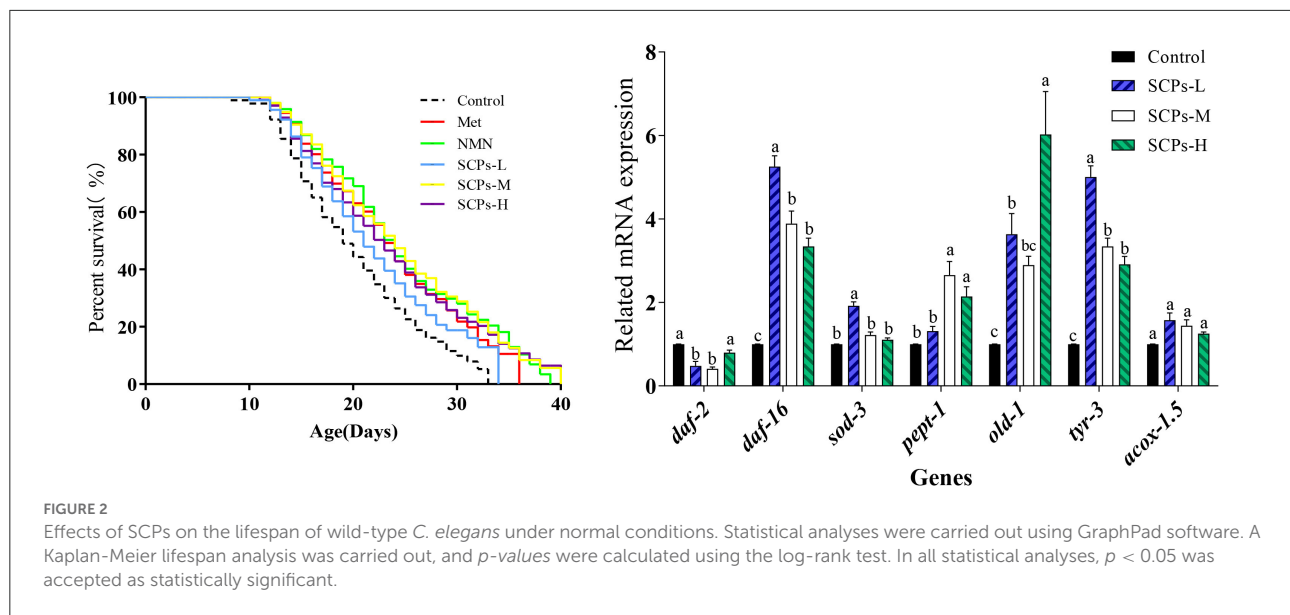 100
80
60
40
20
0
Percent survival( %)
0
10
20
30
40
Age(Days)
Control
Met
NMN
SCPs-L
SCPs-M
SCPs-H
8
6
4
2
0
Related mRNA expression
Control
SCPs-L
SCPs-M
SCPs-H
a
b
b
a
c
a
b
b
b
a
b
b
b
b
a
a
c
b
bc
a
c
a
b
b
a
a
a
a
daf-2
daf-16
sod-3
pept-1
old-1
tyr-3
acox-1.5
Genes
FIGURE 2
Effects of SCPs on the lifespan of wild-type C. elegans under normal conditions. Statistical analyses were carried out using GraphPad software. A
Kaplan-Meier lifespan analysis was carried out, and p-values were calculated using the log-rank test. In all statistical analyses, p < 0.05 was
accepted as statistically significant.